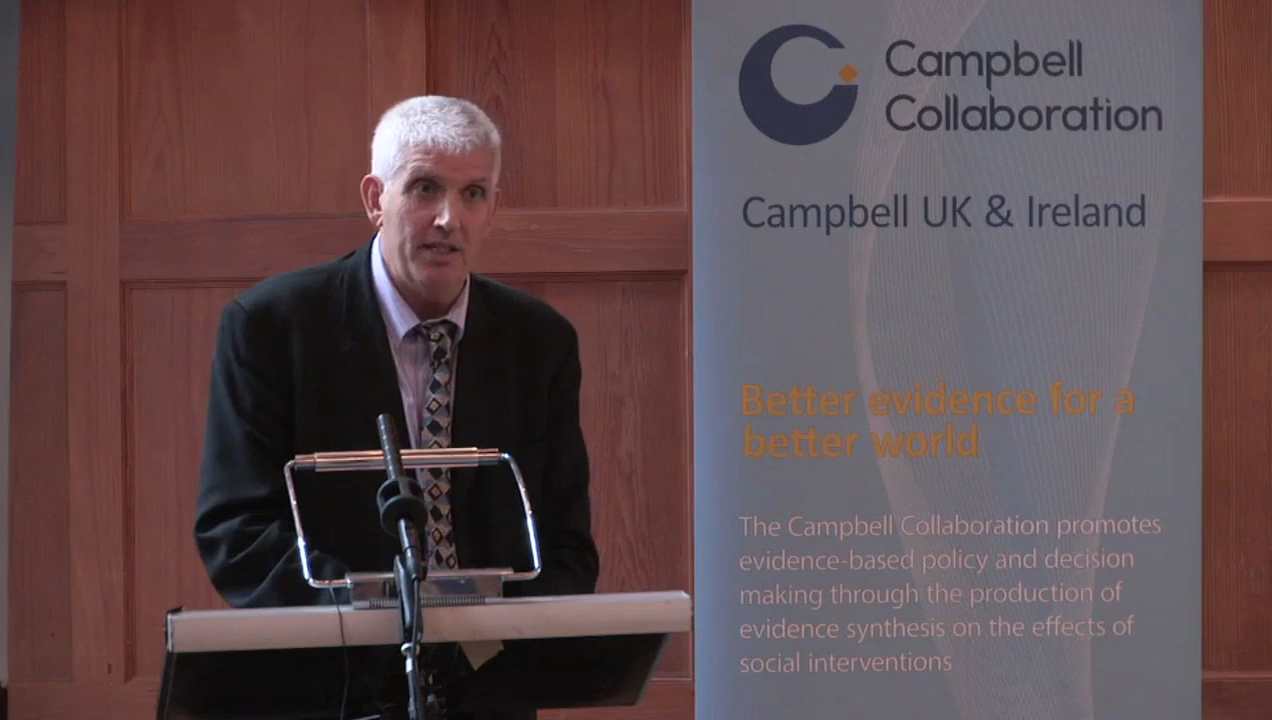 Campbell
Collaboration
Campbell UK & Ireland
Better evidence for a
better world
The Campbell Collaboration promotes
evidence-based policy and decision
making through the production of
evidence synthesis on the effects of
social interventions